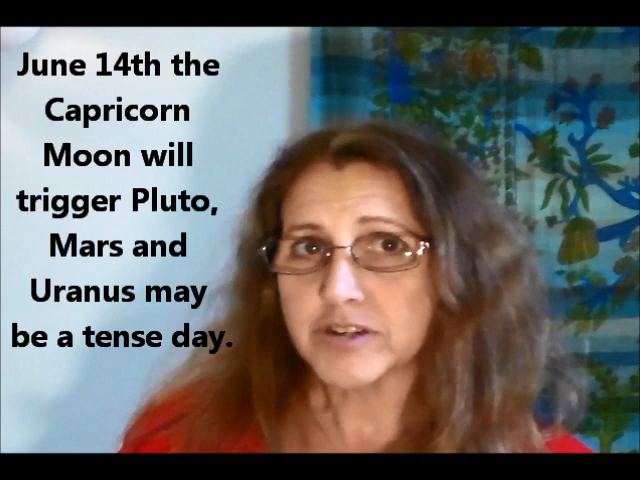 June 14th the
Capricorn
Moon will
trigger Pluto,
Mars and
Uranus may
be a tense day.